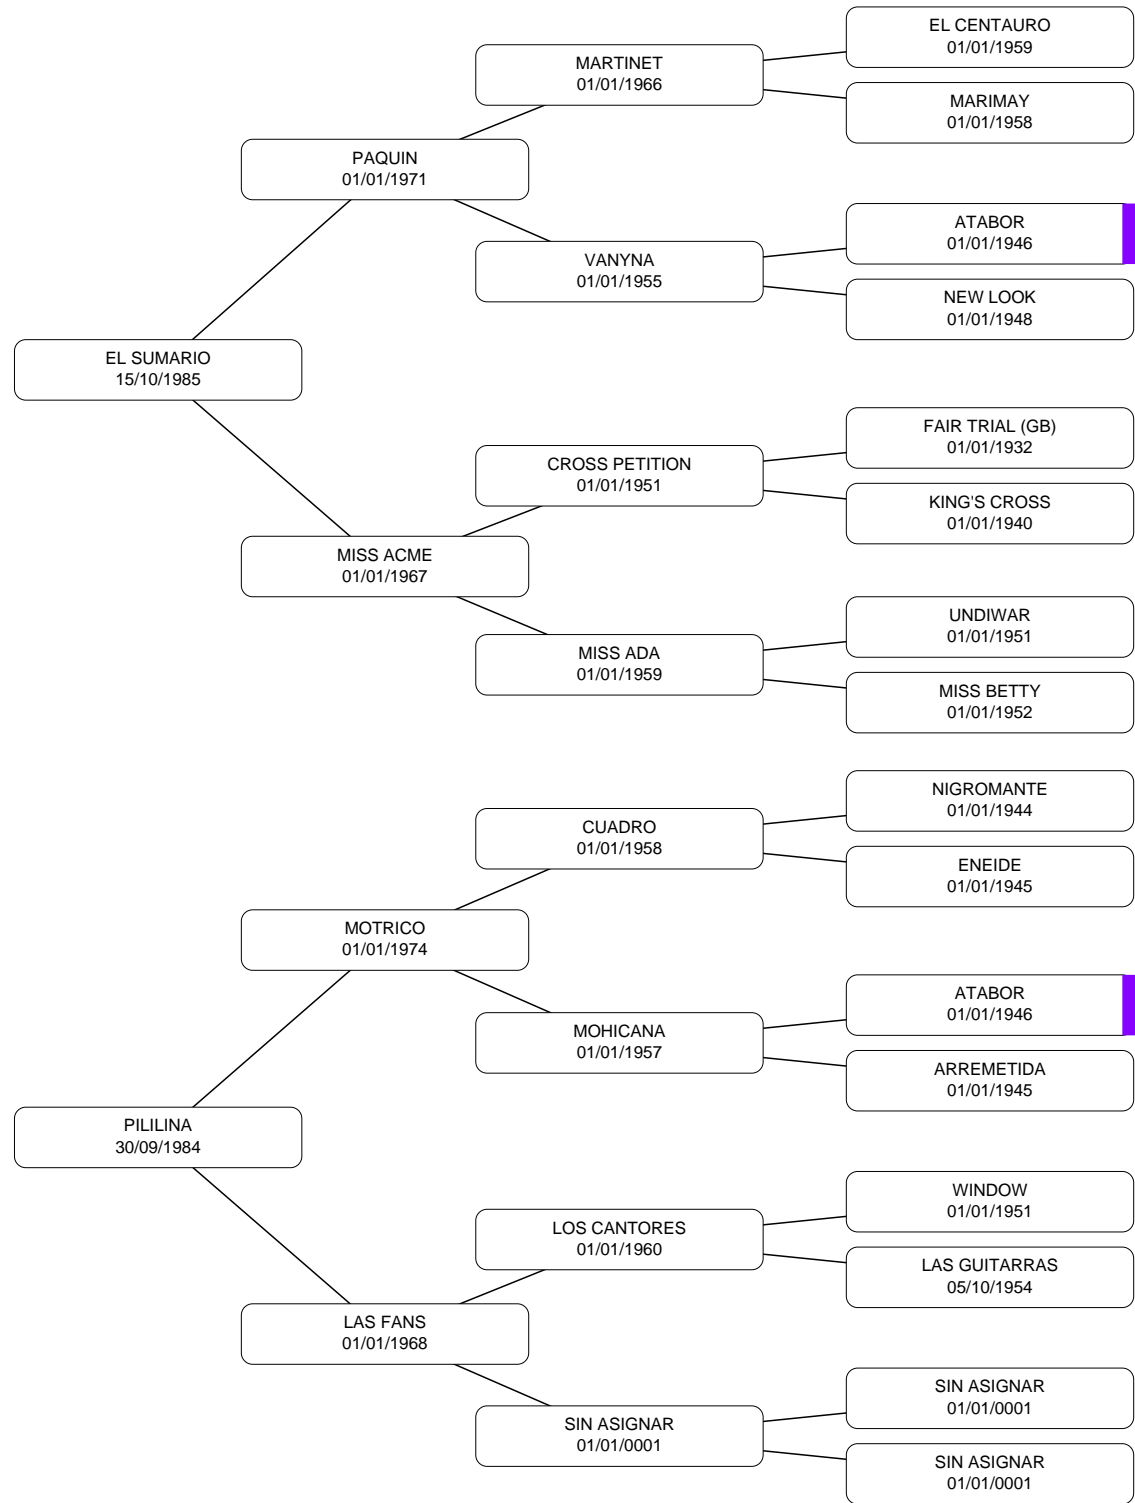 EL CENTAURO
01/01/1959
MARTINET
01/01/1966
MARIMAY
01/01/1958
PAQUIN
01/01/1971
ATABOR
01/01/1946
VANYNA
01/01/1955
NEW LOOK
01/01/1948
EL SUMARIO
15/10/1985
FAIR TRIAL (GB)
01/01/1932
CROSS PETITION
01/01/1951
KING'S CROSS
01/01/1940
MISS ACME
01/01/1967
UNDIWAR
01/01/1951
MISS ADA
01/01/1959
MISS BETTY
01/01/1952
NIGROMANTE
01/01/1944
CUADRO
01/01/1958
ENEIDE
01/01/1945
MOTRICO
01/01/1974
ATABOR
01/01/1946
MOHICANA
01/01/1957
ARREMETIDA
01/01/1945
PILILINA
30/09/1984
WINDOW
01/01/1951
LOS CANTORES
01/01/1960
LAS GUITARRAS
05/10/1954
LAS FANS
01/01/1968
SIN ASIGNAR
01/01/0001
SIN ASIGNAR
01/01/0001
SIN ASIGNAR
01/01/0001